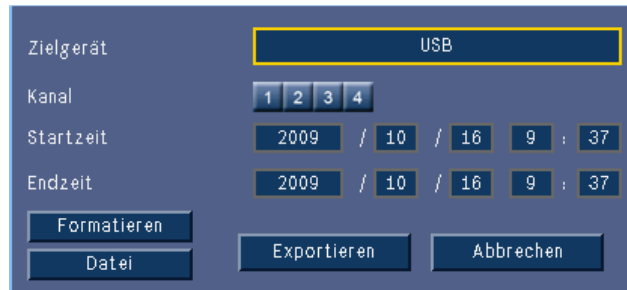 Zielgerät USB
Kanal 1 2 3 4
Startzeit 2009 / 10 / 16 9 : 37
Endzeit 2009 / 10 / 16 9 : 37
Formatieren
Exportieren Abbrechen
Datei